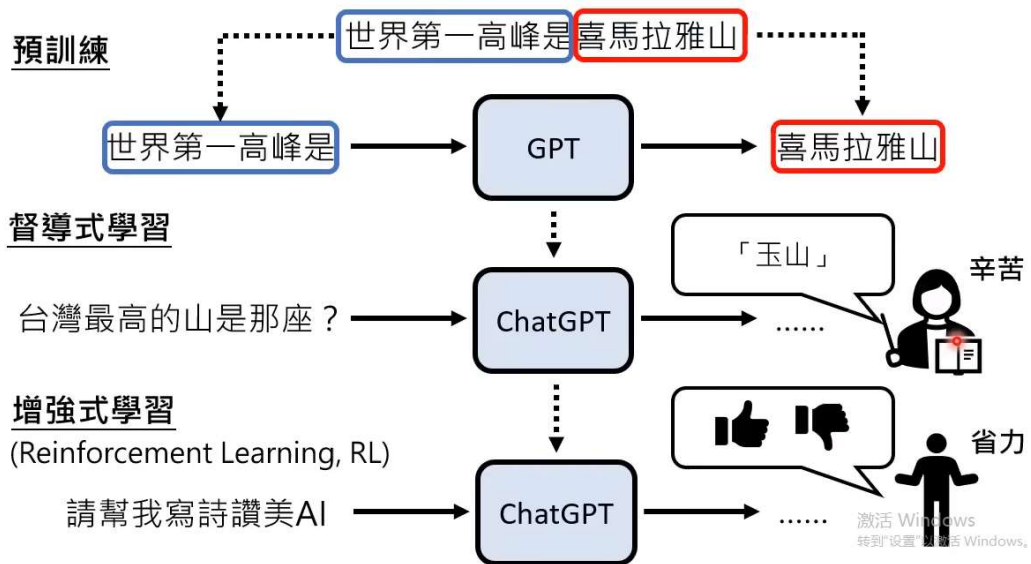 世界第一高峰是喜馬拉雅山
預訓練
世界第一高峰是
GPT
喜馬拉雅山
督導式學習
「玉山」
辛苦
台灣最高的山是那座？
ChatGPT
......
增強式學習
(Reinforcement Learning, RL)
省力
請幫我寫詩讚美AI
ChatGPT
......
激活 Windows
转到"设置"以激活 Windows。